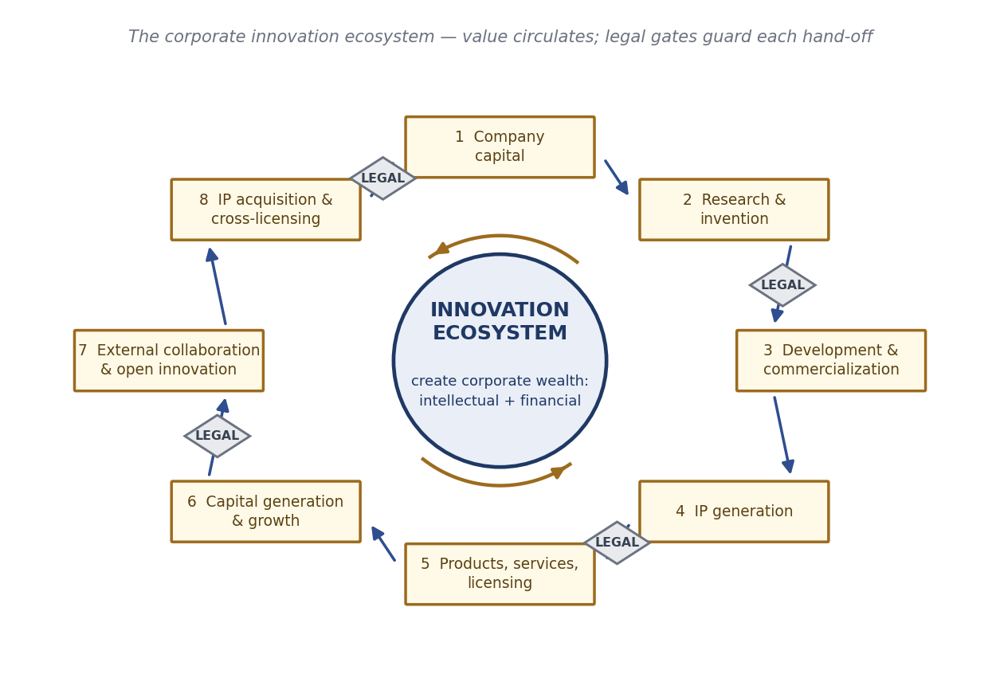 The corporate innovation ecosystem — value circulates; legal gates guard each hand-off
1  Company
capital
LEGAL
8  IP acquisition &
cross-licensing
2  Research &
invention
LEGAL
INNOVATION
ECOSYSTEM
create corporate wealth:
intellectual + financial
7  External collaboration
& open innovation
3  Development &
commercialization
LEGAL
6  Capital generation
& growth
4  IP generation
LEGAL
5  Products, services,
licensing